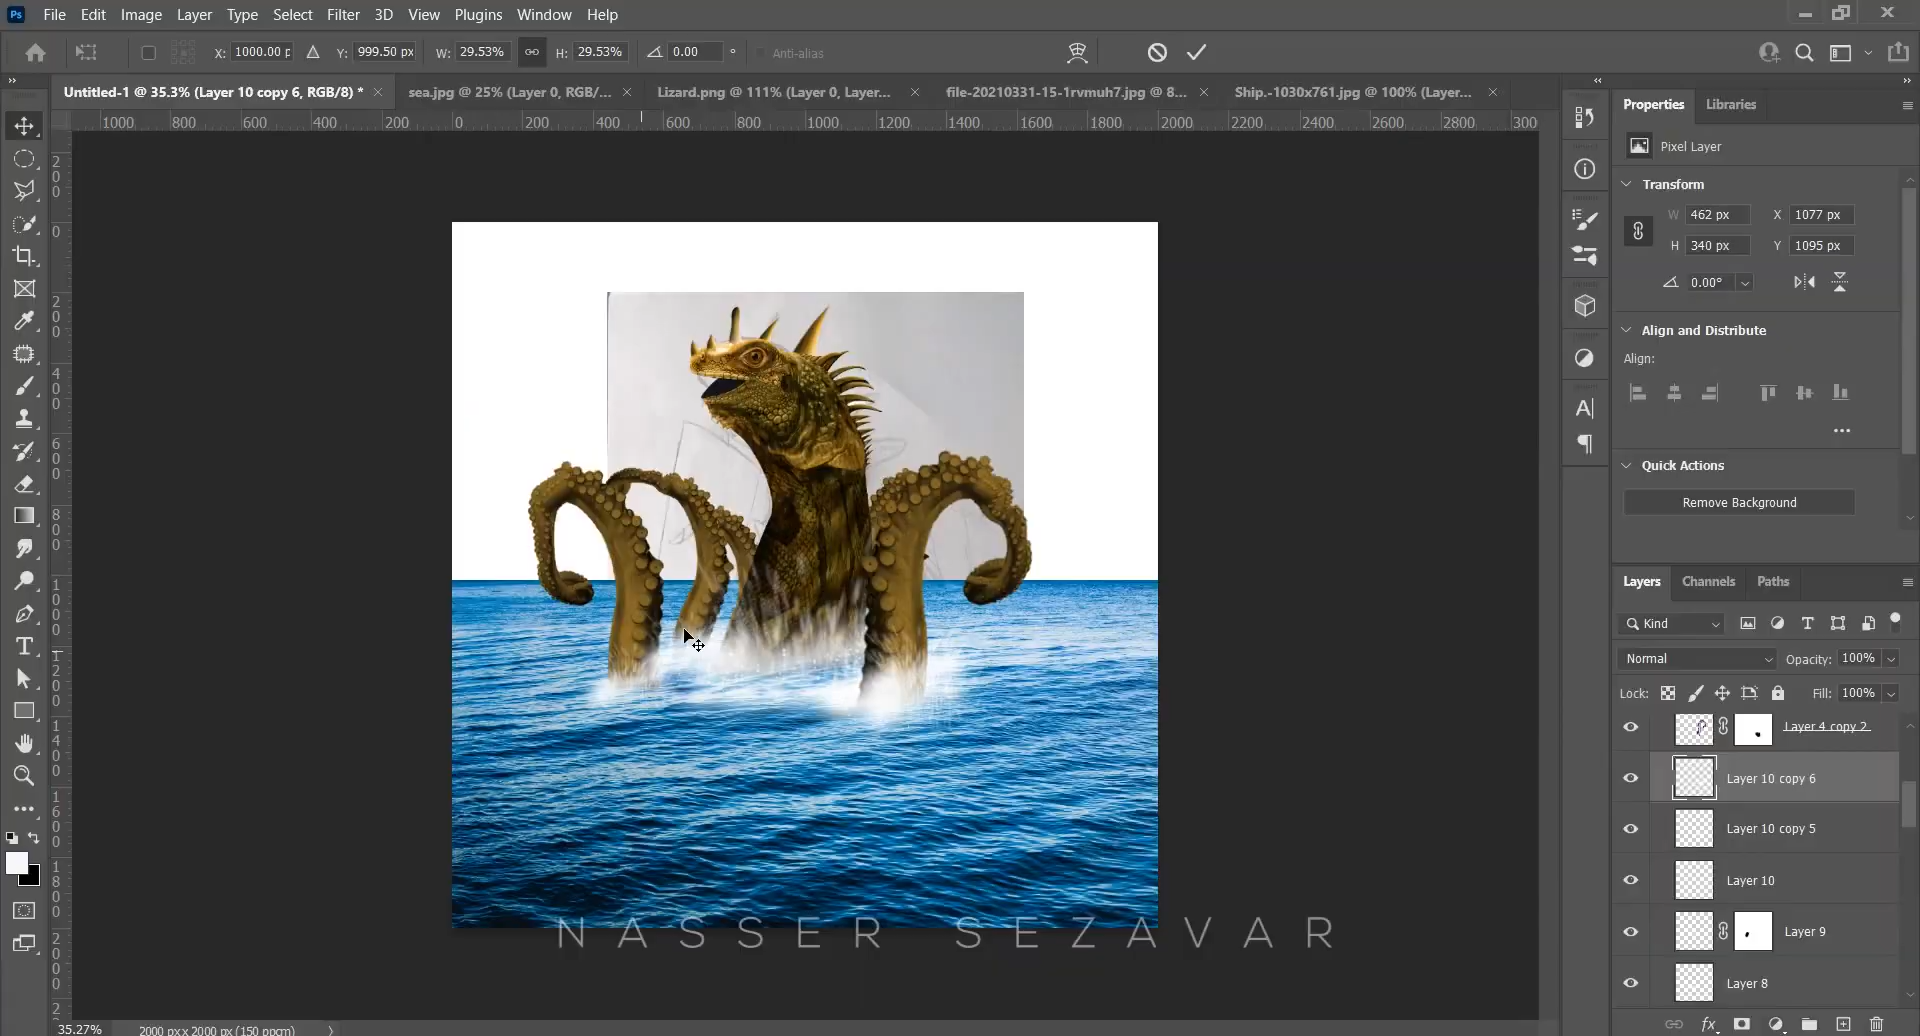 Ps File Edit Image Layer Type Select Filter 3D View Plugins Window Help
X: 1000.00 p Y: 999.50 px W: 29.53% H: 29.53% 0.00 ° Anti-alias
Untitled-1 @ 35.3% (Layer 10 copy 6, RGB/8) * × sea.jpg @ 25% (Layer 0, RGB/... × Lizard.png @ 111% (Layer 0, Layer... × file-20210331-15-1rvmuh7.jpg @ 8... × Ship.-1030x761.jpg @ 100% (Layer... ×
1000 800 600 400 200 0 200 400 600 800 1000 1200 1400 1600 1800 2000 2200 2400 2600 2800 300
Properties Libraries
Pixel Layer
Transform
W 462 px X 1077 px
H 340 px Y 1095 px
0.00°
Align and Distribute
Align:
Quick Actions
Remove Background
Layers Channels Paths
Kind
Normal Opacity: 100%
Lock: Fill: 100%
Layer 4 copy 2
Layer 10 copy 6
Layer 10 copy 5
Layer 10
Layer 9
Layer 8
NASSER SEZAVAR
35.27% 2000 px x 2000 px (150 ppcm)